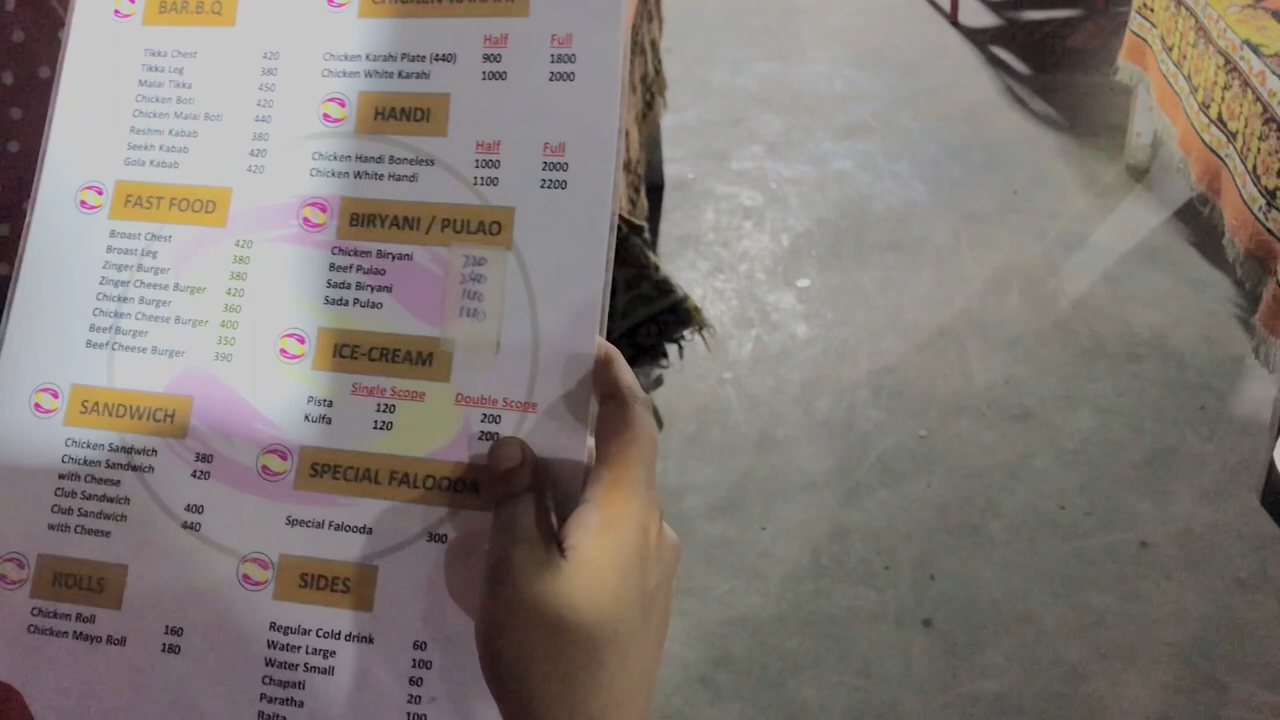 BAR.B.Q
Tikka Chest 420
Tikka Leg 380
Malai Tikka 450
Chicken Boti 420
Chicken Malai Boti 440
Reshmi Kabab 380
Seekh Kabab 420
Gola Kabab 420
FAST FOOD
Broast Chest 420
Broast Leg 380
Zinger Burger 380
Zinger Cheese Burger 420
Chicken Burger 360
Chicken Cheese Burger 400
Beef Burger 350
Beef Cheese Burger 390
SANDWICH
Chicken Sandwich 380
Chicken Sandwich 420
with Cheese
Club Sandwich 400
Club Sandwich 440
with Cheese
ROLLS
Chicken Roll 160
Chicken Mayo Roll 180
CHICKEN KARAHI
Half Full
Chicken Karahi Plate (440) 900 1800
Chicken White Karahi 1000 2000
HANDI
Half Full
Chicken Handi Boneless 1000 2000
Chicken White Handi 1100 2200
BIRYANI / PULAO
Chicken Biryani
Beef Pulao
Sada Biryani
Sada Pulao
ICE-CREAM
Single Scope Double Scope
Pista 120 200
Kulfa 120 200
SPECIAL FALOODA
Special Falooda 300
SIDES
Regular Cold drink 60
Water Large 100
Water Small 60
Chapati 20
Paratha
Raita